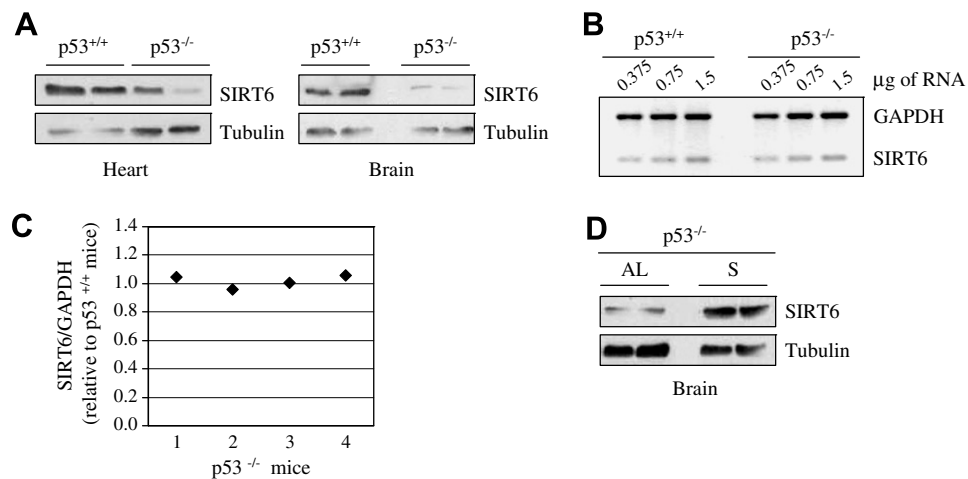 A
p53+/+ p53-/-
SIRT6
Tubulin
Heart
p53+/+ p53-/-
SIRT6
Tubulin
Brain
B
p53+/+ p53-/-
0.375 0.75 1.5 0.375 0.75 1.5 µg of RNA
GAPDH
SIRT6
C
SIRT6/GAPDH
(relative to p53 +/+ mice)
1.4
1.2
1.0
0.8
0.6
0.4
0.2
0.0
1 2 3 4
p53 -/- mice
D
p53-/-
AL S
SIRT6
Tubulin
Brain